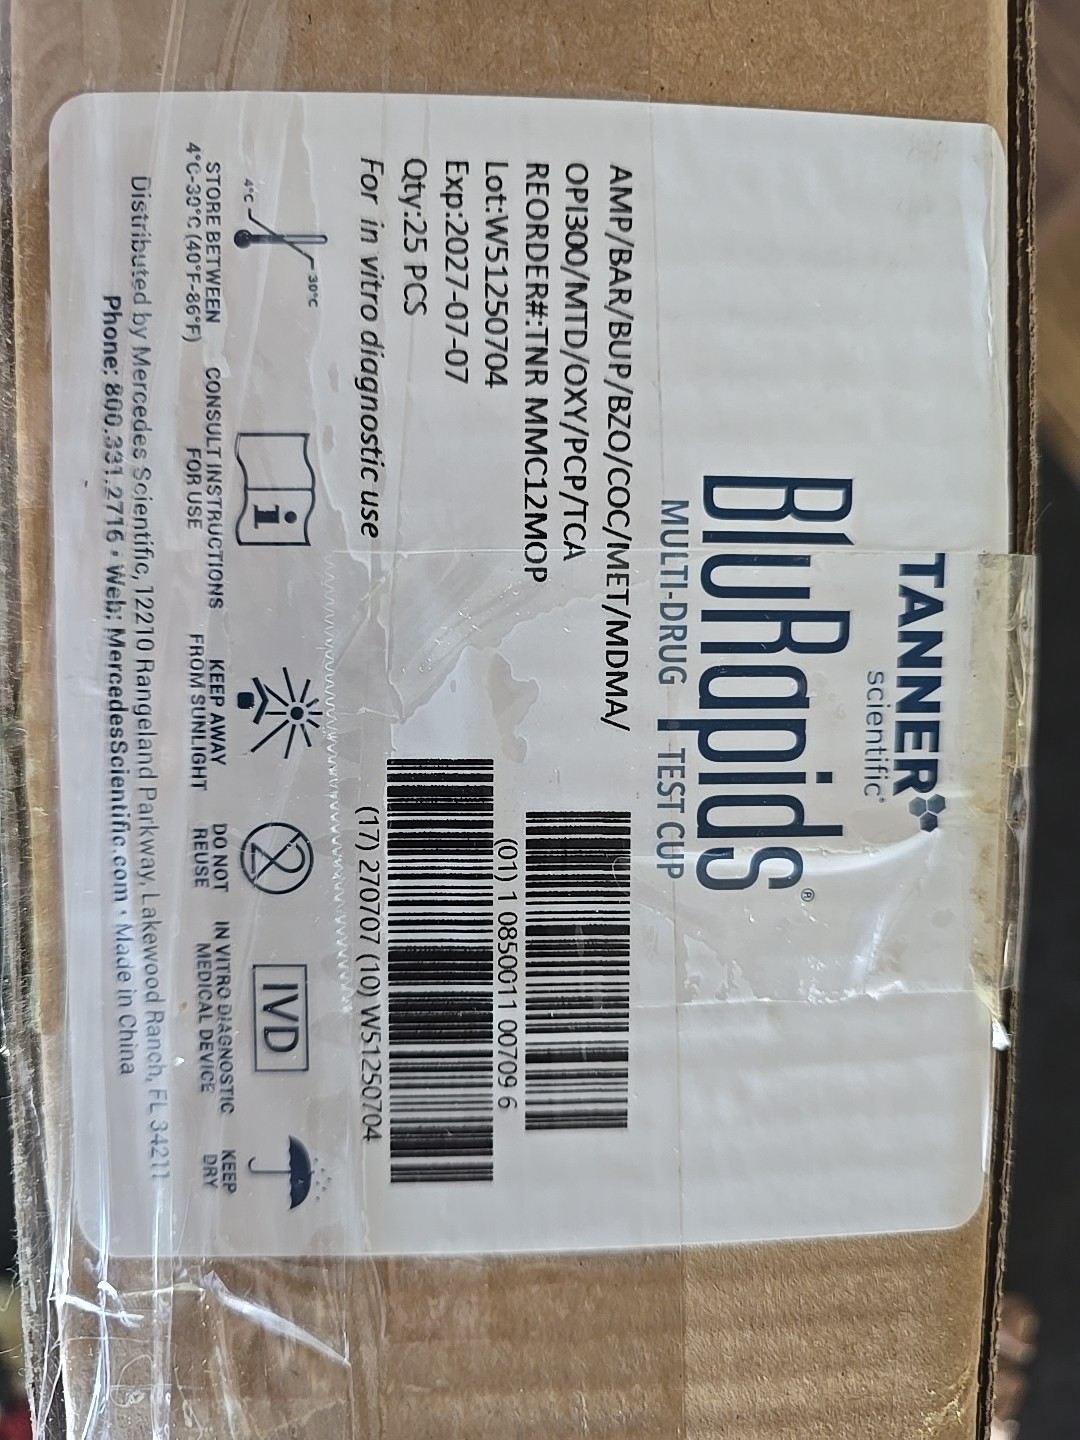 TANNER
scientific®
BluRapids®
MULTI-DRUG TEST CUP
AMP/BAR/BUP/BZO/COC/MET/MDMA/
OPI300/MTD/OXY/PCP/TCA
REORDER#:TNR MMC12MOP
Lot:W51250704
Exp:2027-07-07
Qty:25 PCS
For in vitro diagnostic use
(01) 1 0850011 00709 6
(17) 270707 (10) W51250704
4°C
30°C
STORE BETWEEN
4°C-30°C (40°F-86°F)
i
CONSULT INSTRUCTIONS
FOR USE
KEEP AWAY
FROM SUNLIGHT
2
DO NOT
REUSE
IVD
IN VITRO DIAGNOSTIC
MEDICAL DEVICE
KEEP
DRY
Distributed by Mercedes Scientific, 12210 Rangeland Parkway, Lakewood Ranch, FL 34211
Phone: 800.331.2716 • Web: MercedesScientific.com • Made in China